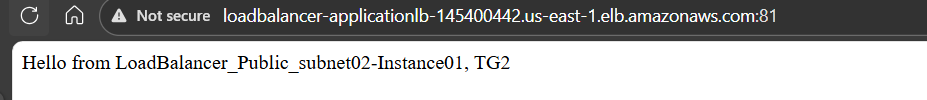 Not secure loadbalancer-applicationlb-145400442.us-east-1.elb.amazonaws.com:81
Hello from LoadBalancer_Public_subnet02-Instance01, TG2